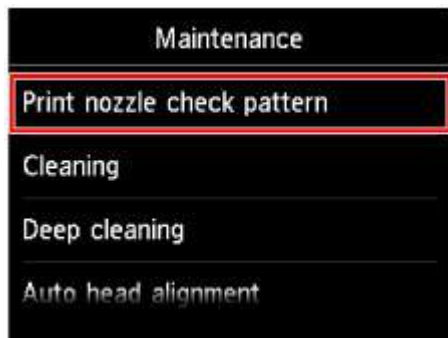 Maintenance
Print nozzle check pattern
Cleaning
Deep cleaning
Auto head alignment